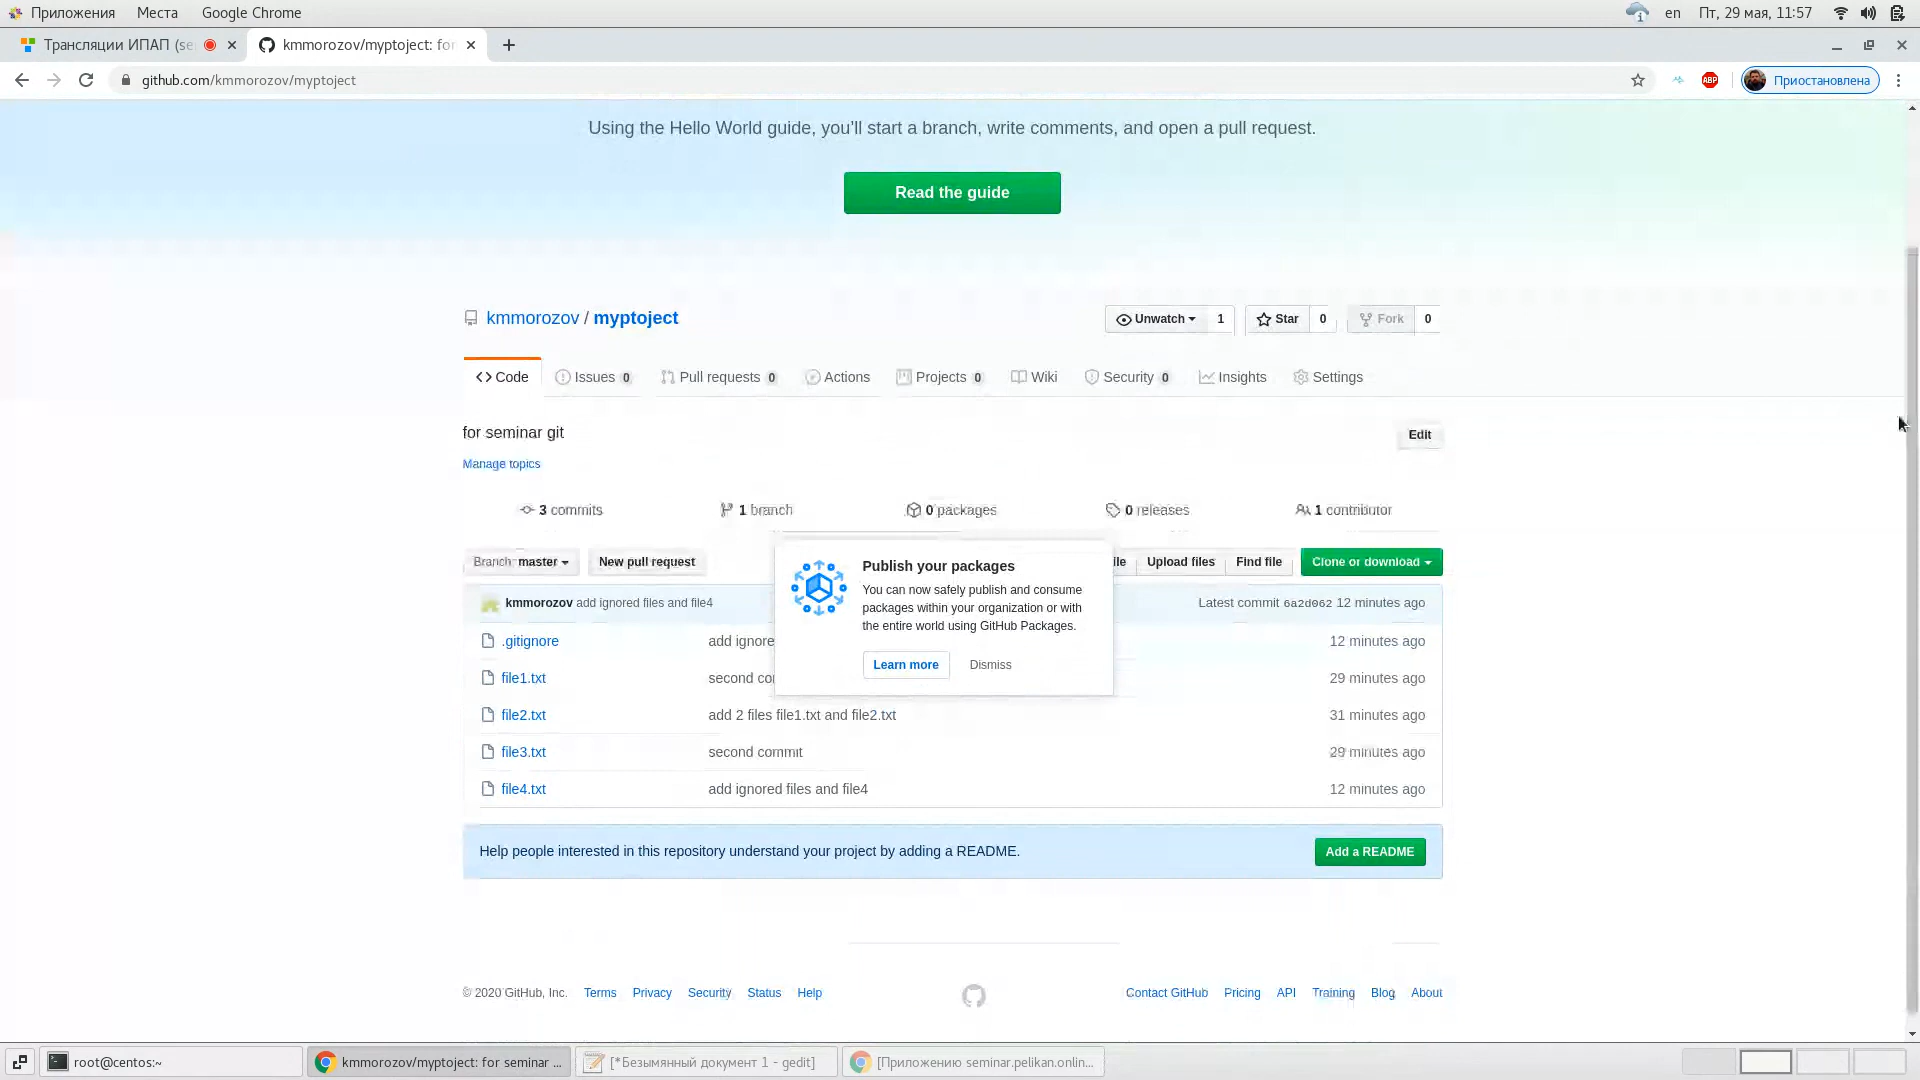 Приложения Места Google Chrome en Пт, 29 мая, 11:57
Трансляции ИПАП (se kmmorozov/myptoject: for
github.com/kmmorozov/myptoject ABP Приостановлена
Using the Hello World guide, you'll start a branch, write comments, and open a pull request.
Read the guide
kmmorozov / myptoject Unwatch 1 Star 0 Fork 0
Code Issues 0 Pull requests 0 Actions Projects 0 Wiki Security 0 Insights Settings
for seminar git Edit
Manage topics
3 commits 1 branch 0 packages 0 releases 1 contributor
Branch: master New pull request Upload files Find file Clone or download
Publish your packages
You can now safely publish and consume
packages within your organization or with
the entire world using GitHub Packages.
Learn more Dismiss
kmmorozov add ignored files and file4 Latest commit 6a2d062 12 minutes ago
.gitignore add ignore 12 minutes ago
file1.txt second co 29 minutes ago
file2.txt add 2 files file1.txt and file2.txt 31 minutes ago
file3.txt second commit 29 minutes ago
file4.txt add ignored files and file4 12 minutes ago
Help people interested in this repository understand your project by adding a README. Add a README
© 2020 GitHub, Inc. Terms Privacy Security Status Help Contact GitHub Pricing API Training Blog About
root@centos:~ kmmorozov/myptoject: for seminar ... [*Безымянный документ 1 - gedit] [Приложению seminar.pelikan.onlin...